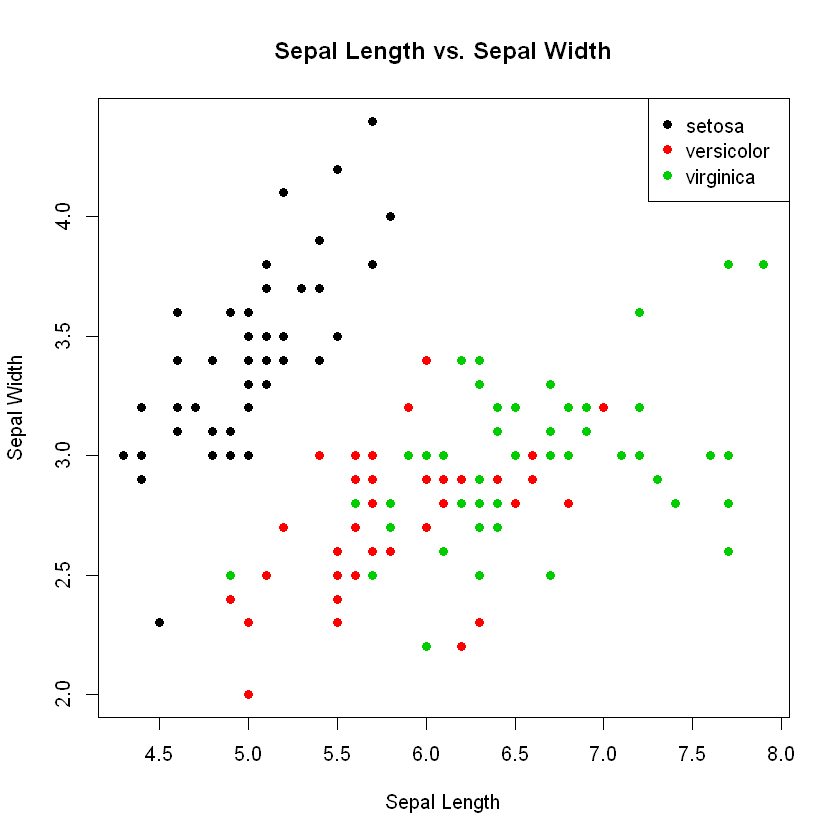 Sepal Length vs. Sepal Width
setosa
versicolor
virginica
Sepal Width
4.0
3.5
3.0
2.5
2.0
4.5 5.0 5.5 6.0 6.5 7.0 7.5 8.0
Sepal Length